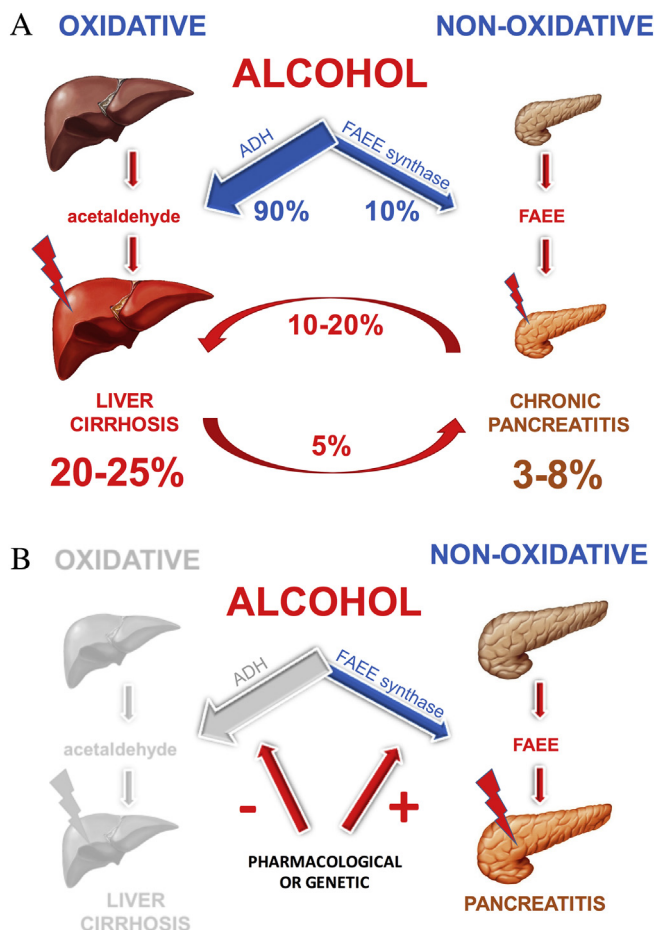 A
OXIDATIVE
NON-OXIDATIVE
ALCOHOL
ADH
FAEE synthase
90%
10%
acetaldehyde
FAEE
10-20%
LIVER
CIRRHOSIS
20-25%
5%
CHRONIC
PANCREATITIS
3-8%
B
OXIDATIVE
NON-OXIDATIVE
ALCOHOL
ADH
FAEE synthase
acetaldehyde
FAEE
-
+
PHARMACOLOGICAL
OR GENETIC
LIVER
CIRRHOSIS
PANCREATITIS